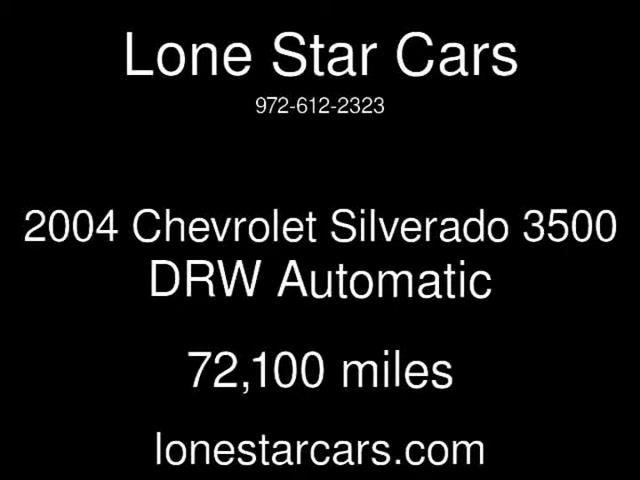 Lone Star Cars
972-612-2323
2004 Chevrolet Silverado 3500
DRW Automatic
72,100 miles
lonestarcars.com